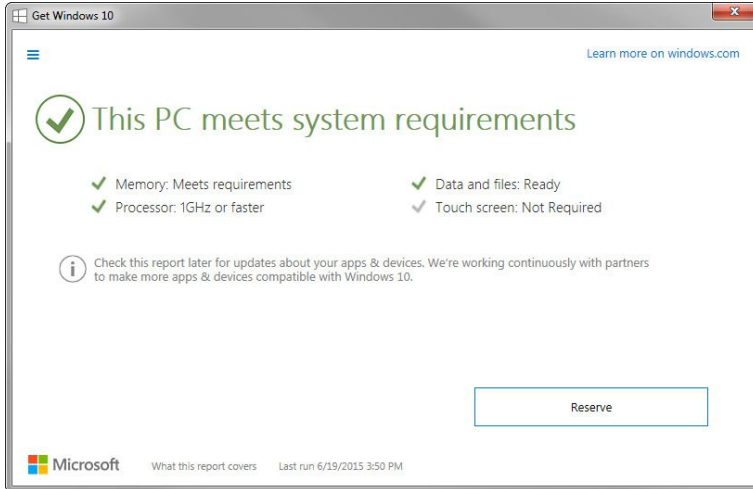 Get Windows 10
Learn more on windows.com
This PC meets system requirements
Memory: Meets requirements
Data and files: Ready
Processor: 1GHz or faster
Touch screen: Not Required
Check this report later for updates about your apps & devices. We're working continuously with partners
to make more apps & devices compatible with Windows 10.
Reserve
Microsoft
What this report covers
Last run 6/19/2015 3:50 PM